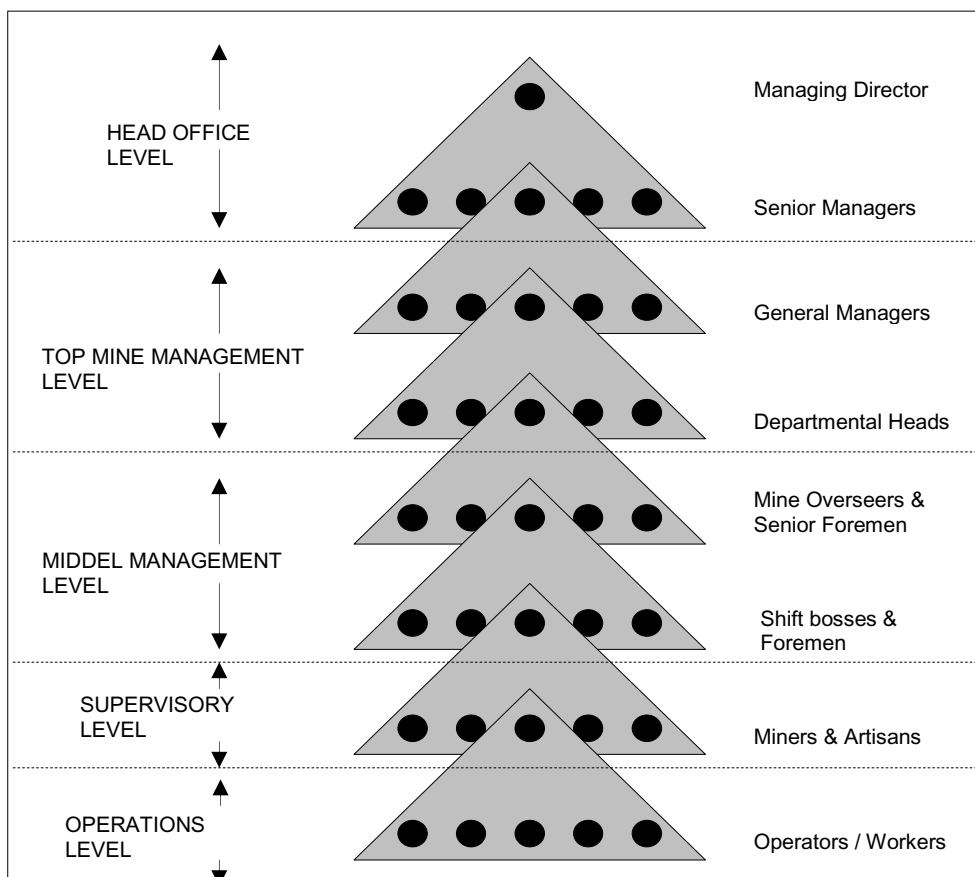 Managing Director
HEAD OFFICE
LEVEL
Senior Managers
General Managers
TOP MINE MANAGEMENT
LEVEL
Departmental Heads
Mine Overseers &
Senior Foremen
MIDDEL MANAGEMENT
LEVEL
Shift bosses &
Foremen
SUPERVISORY
LEVEL
Miners & Artisans
OPERATIONS
LEVEL
Operators / Workers